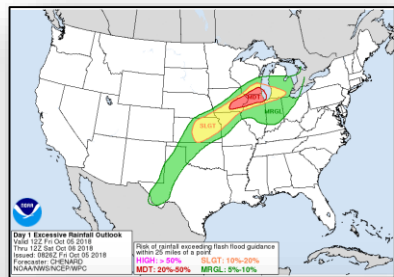 MDT
MRGL
SLGT
noaa
Day 1 Excessive Rainfall Outlook
Valid 12Z Fri Oct 05 2018
Thru 12Z Sat Oct 06 2018
Issued: 0826Z Fri Oct 05 2018
Forecaster: CHENARD
NOAA/NWS/NCEP/WPC
Risk of rainfall exceeding flash flood guidance
within 25 miles of a point
HIGH: > 50% SLGT: 10%-20%
MDT: 20%-50% MRGL: 5%-10%